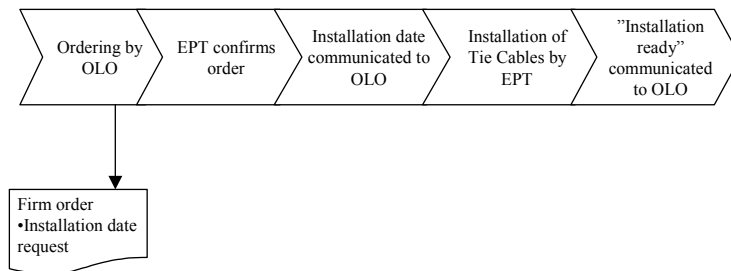 Ordering by
OLO
EPT confirms
order
Installation date
communicated to
OLO
Installation of
Tie Cables by
EPT
”Installation
ready”
communicated
to OLO
Firm order
•Installation date
request